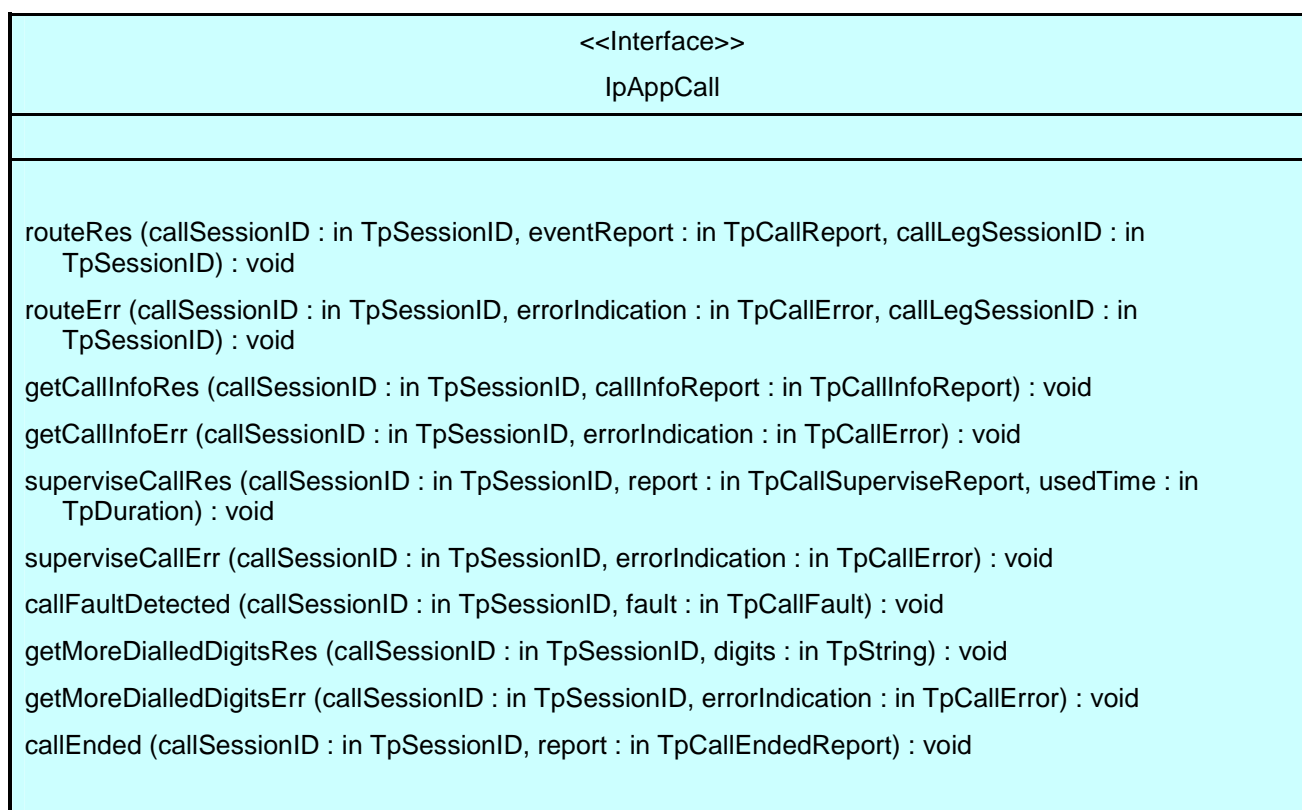 <<Interface>>
IpAppCall
routeRes (callSessionID : in TpSessionID, eventReport : in TpCallReport, callLegSessionID : in
TpSessionID) : void
routeErr (callSessionID : in TpSessionID, errorIndication : in TpCallError, callLegSessionID : in
TpSessionID) : void
getCallInfoRes (callSessionID : in TpSessionID, callInfoReport : in TpCallInfoReport) : void
getCallInfoErr (callSessionID : in TpSessionID, errorIndication : in TpCallError) : void
superviseCallRes (callSessionID : in TpSessionID, report : in TpCallSuperviseReport, usedTime : in
TpDuration) : void
superviseCallErr (callSessionID : in TpSessionID, errorIndication : in TpCallError) : void
callFaultDetected (callSessionID : in TpSessionID, fault : in TpCallFault) : void
getMoreDialledDigitsRes (callSessionID : in TpSessionID, digits : in TpString) : void
getMoreDialledDigitsErr (callSessionID : in TpSessionID, errorIndication : in TpCallError) : void
callEnded (callSessionID : in TpSessionID, report : in TpCallEndedReport) : void